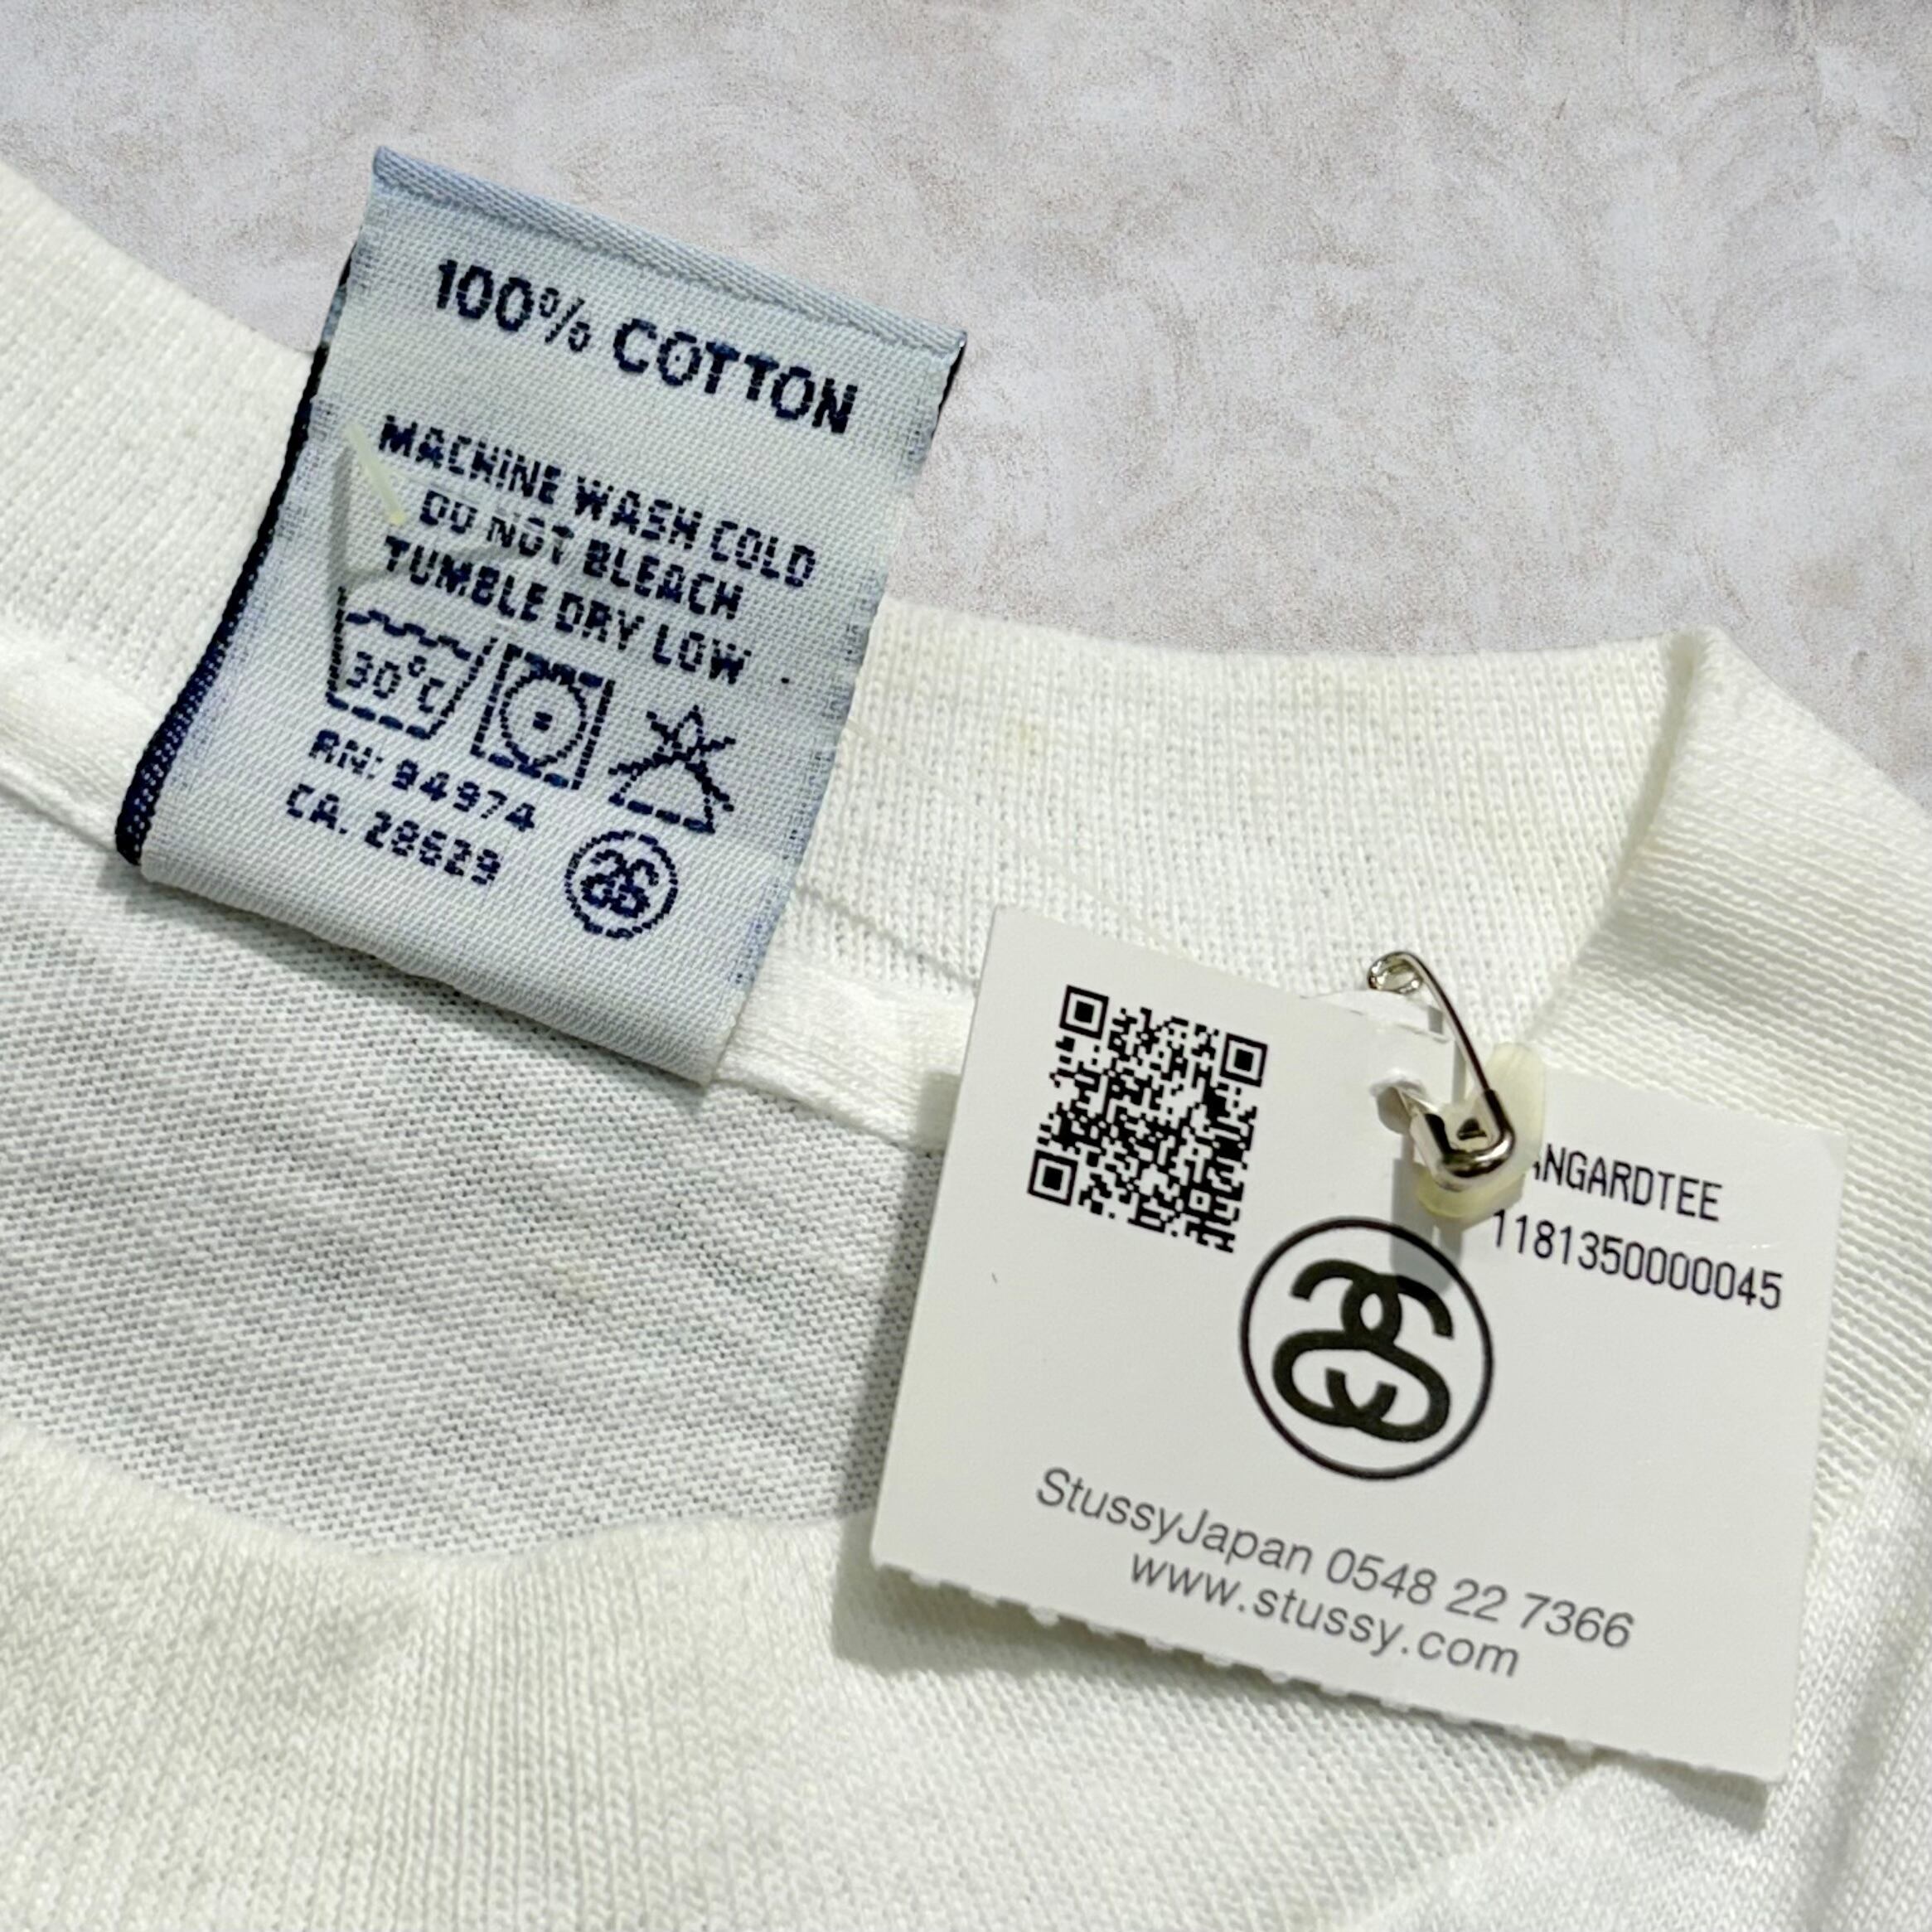 100% COTTON
MACHINE WASH COLD
DO NOT BLEACH
TUMBLE DRY LOW
30°C
RN: 94974
CA. 28629
ANGARDTEE
1181350000045
StussyJapan 0548 22 7366
www.stussy.com